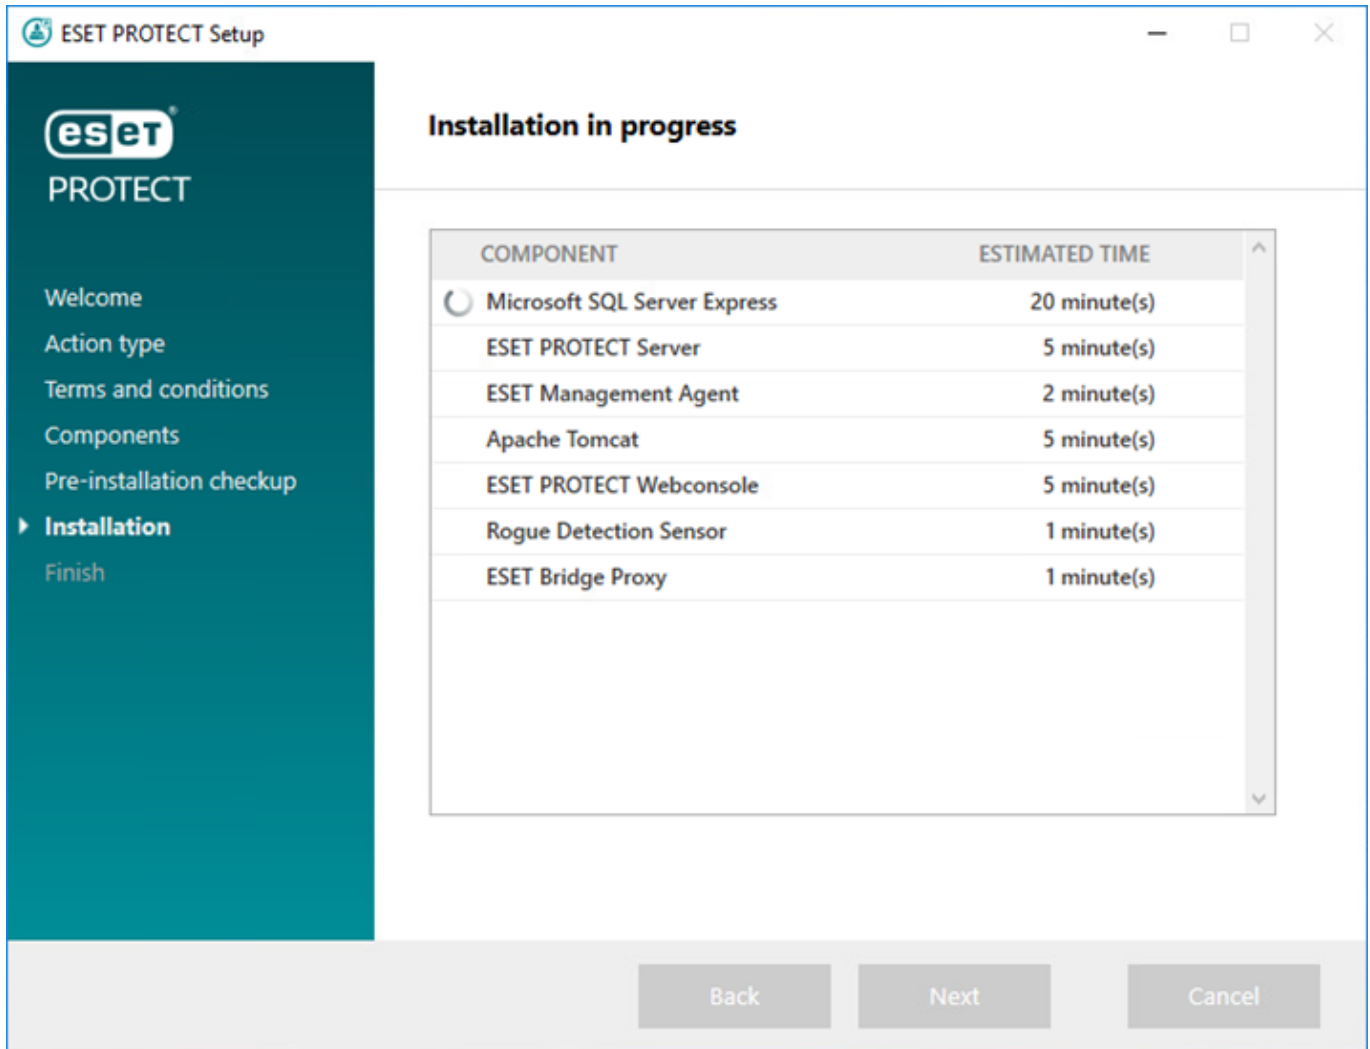 ESET PROTECT Setup
eseT®
PROTECT
Welcome
Action type
Terms and conditions
Components
Pre-installation checkup
Installation
Finish
Installation in progress
COMPONENT ESTIMATED TIME
Microsoft SQL Server Express 20 minute(s)
ESET PROTECT Server 5 minute(s)
ESET Management Agent 2 minute(s)
Apache Tomcat 5 minute(s)
ESET PROTECT Webconsole 5 minute(s)
Rogue Detection Sensor 1 minute(s)
ESET Bridge Proxy 1 minute(s)
Back Next Cancel